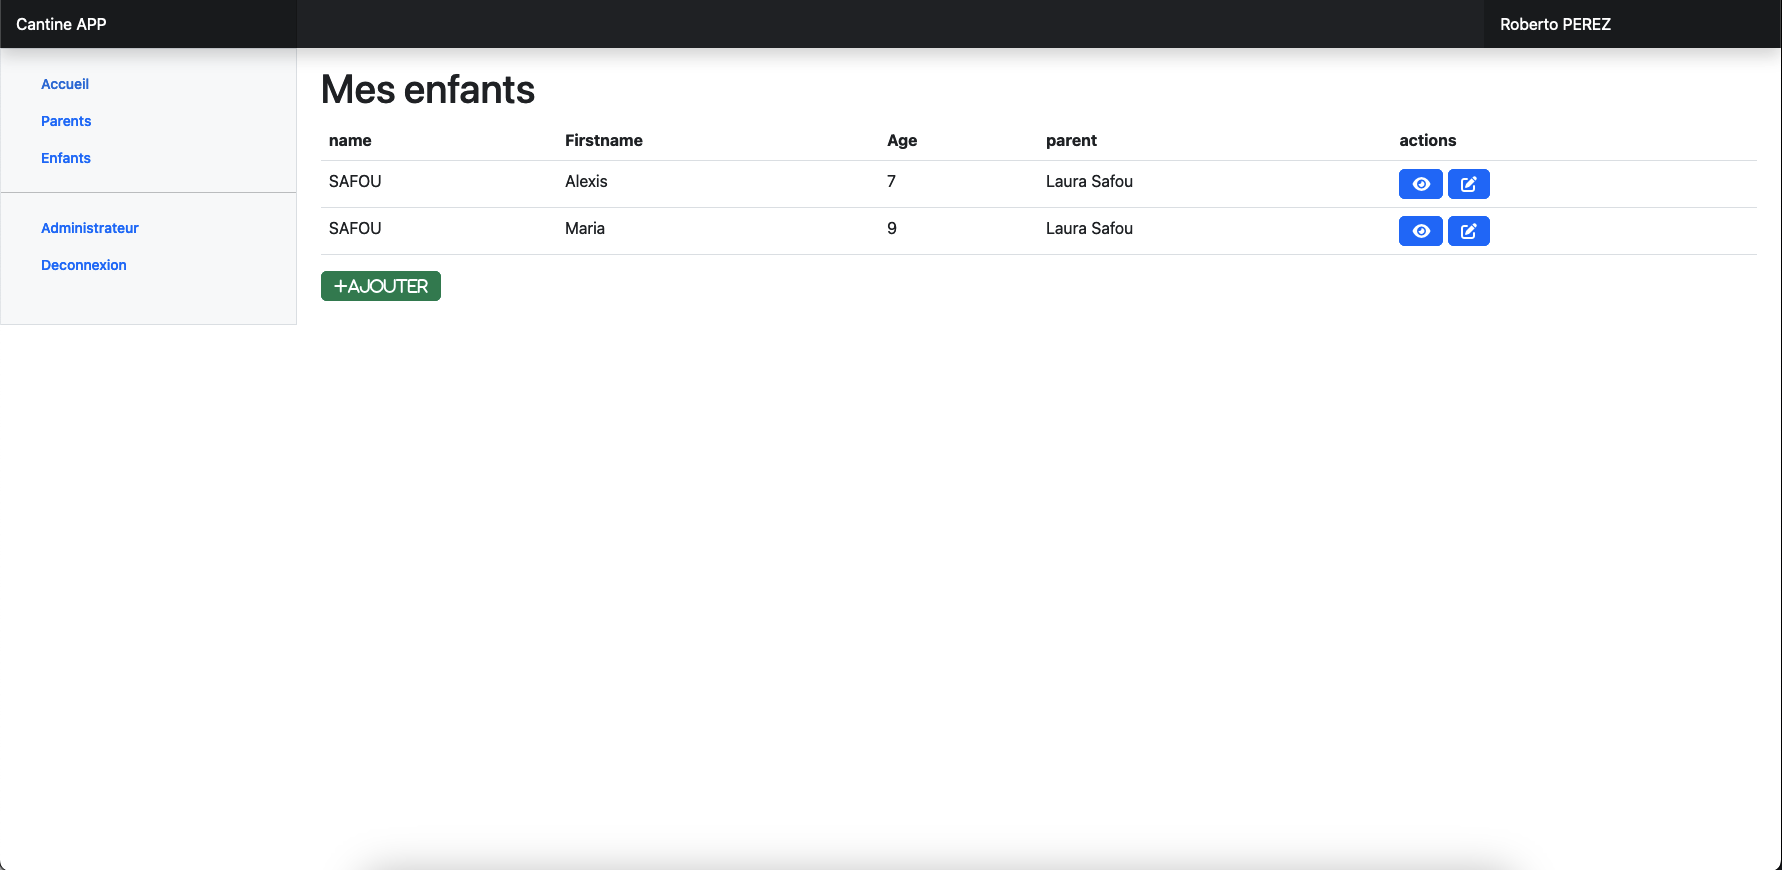 Cantine APP
Roberto PEREZ
Accueil
Parents
Enfants
Administrateur
Deconnexion
Mes enfants
name Firstname Age parent actions
SAFOU Alexis 7 Laura Safou
SAFOU Maria 9 Laura Safou
+AJOUTER